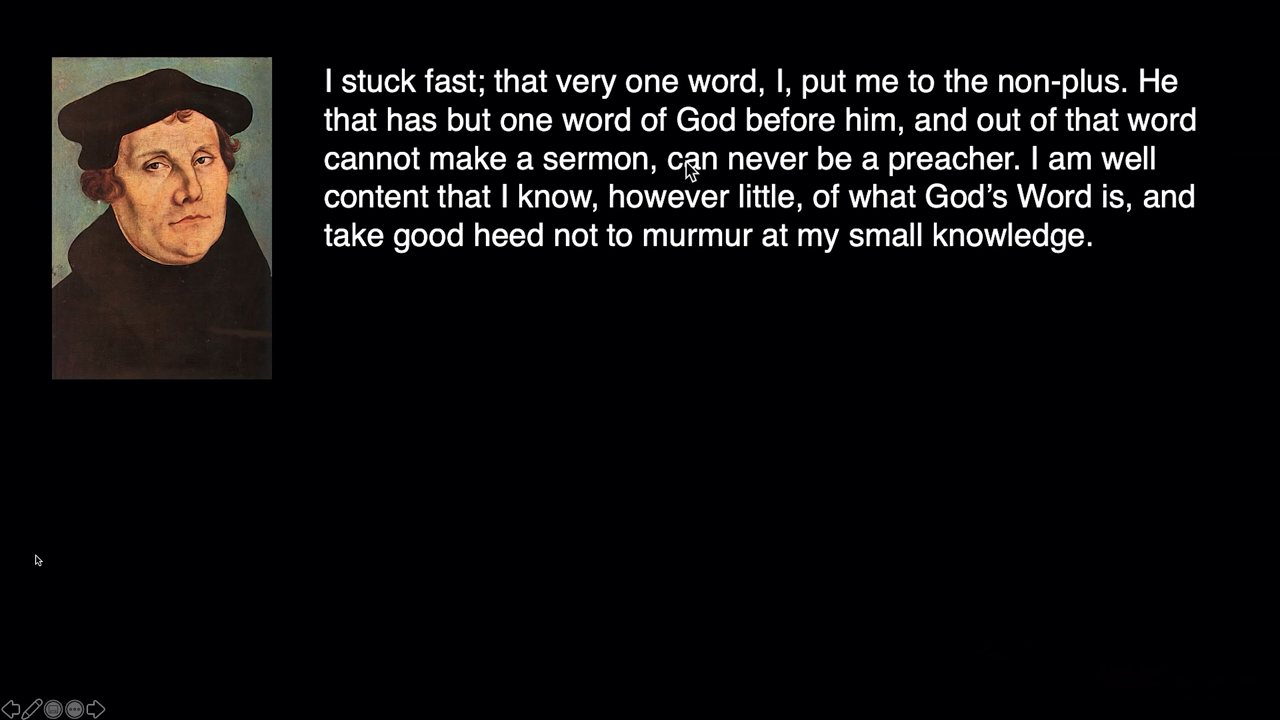 I stuck fast; that very one word, I, put me to the non-plus. He
that has but one word of God before him, and out of that word
cannot make a sermon, can never be a preacher. I am well
content that I know, however little, of what God’s Word is, and
take good heed not to murmur at my small knowledge.